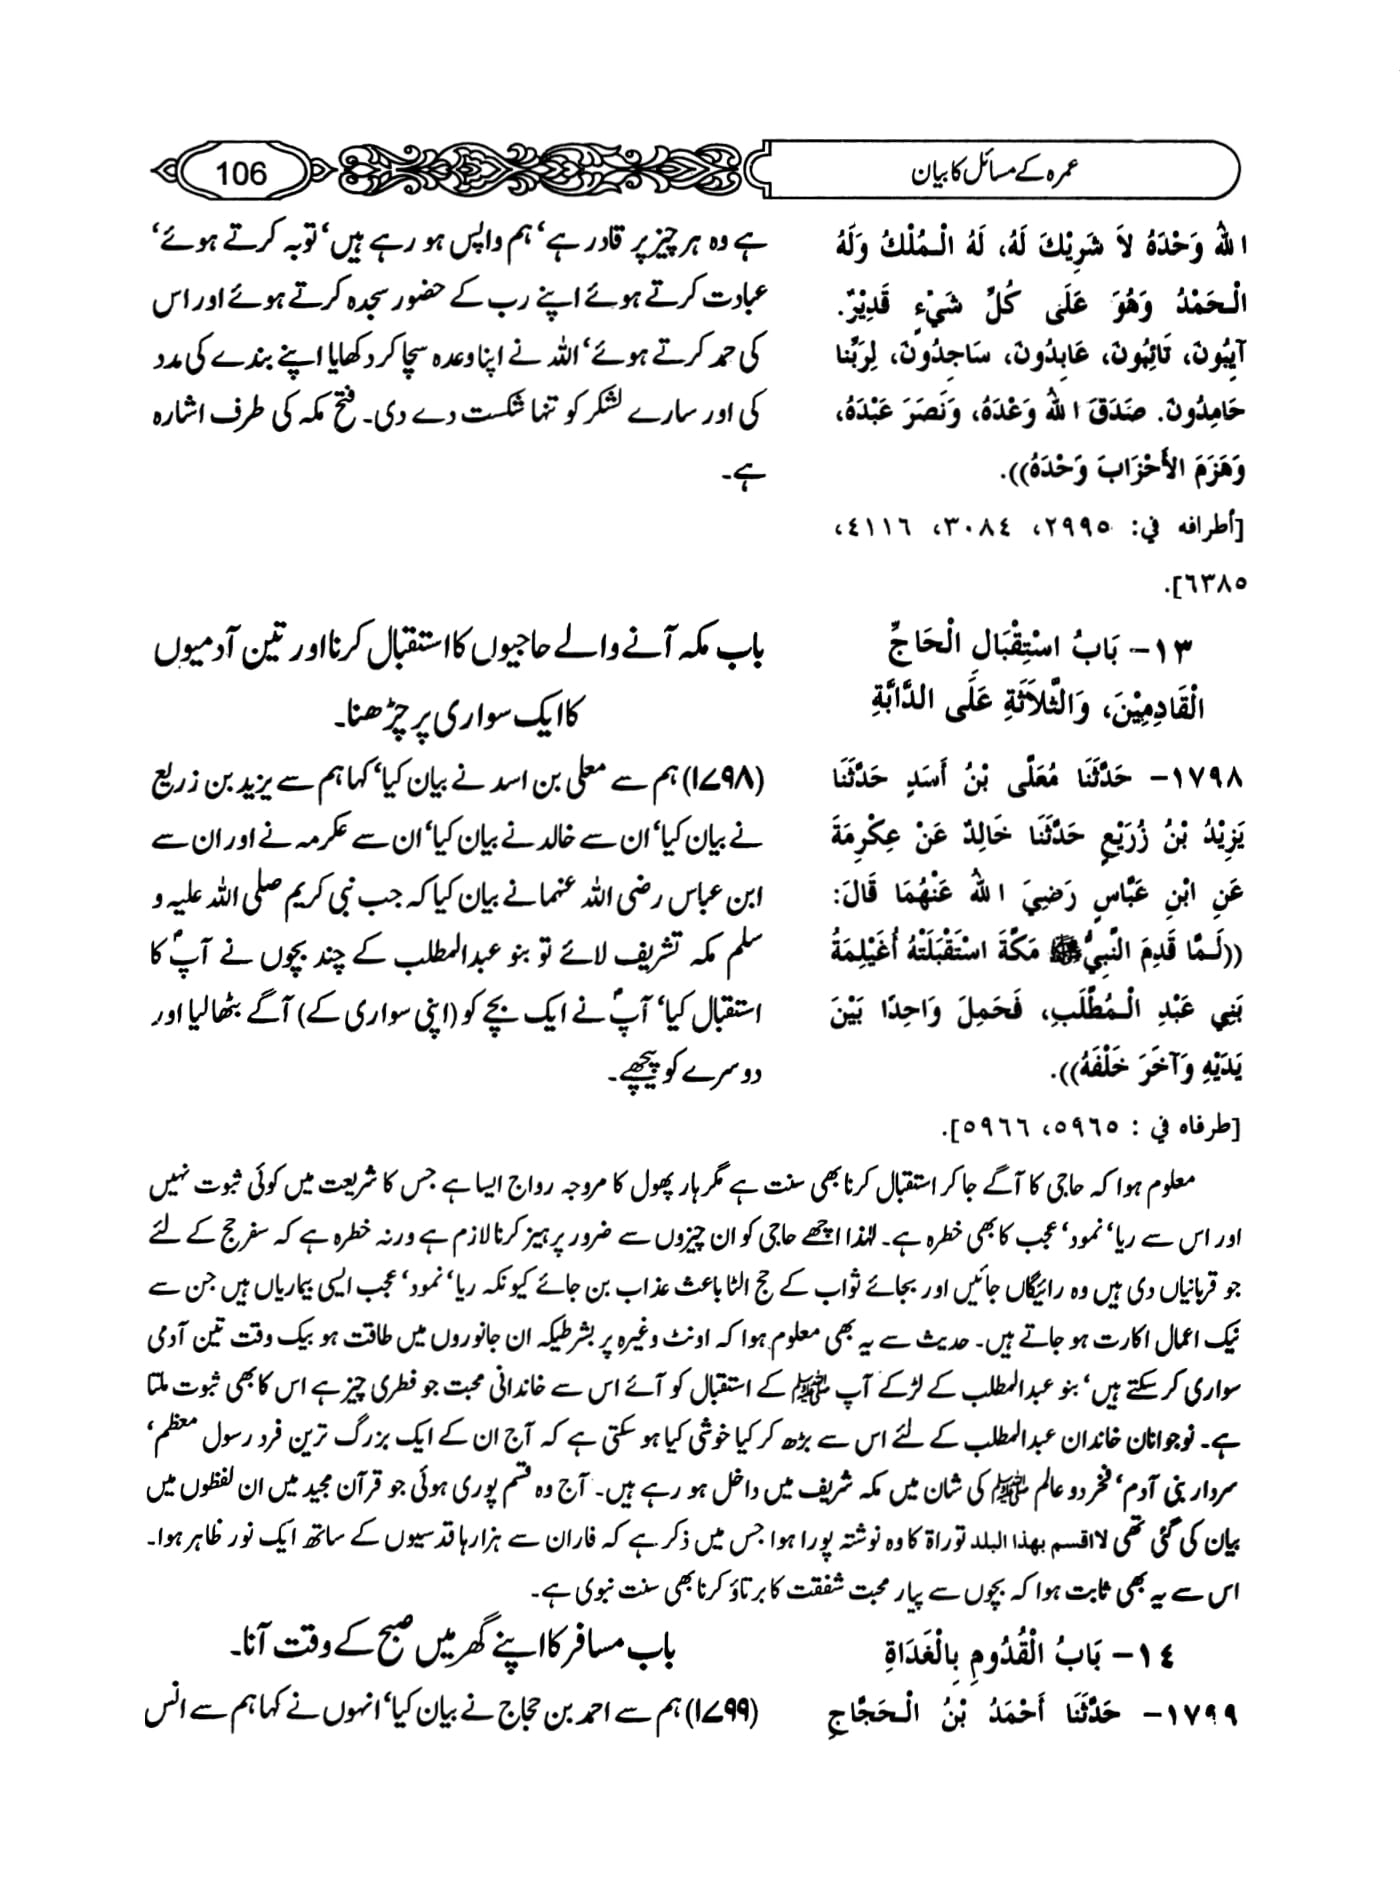 عمرہ کے مسائل کا بیان
106
اللهُ وَحْدَهُ لاَ شَرِيْكَ لَهُ، لَهُ الْـمُلْكُ وَلَهُ
الْـحَمْدُ وَهُوَ عَلَى كُلِّ شَيْءٍ قَدِيْرٌ.
آيِبُونَ، تَائِبُونَ، عَابِدُونَ، سَاجِدُونَ، لِرَبِّنَا
حَامِدُونَ. صَدَقَ اللهُ وَعْدَهُ، وَنَصَرَ عَبْدَهُ،
وَهَزَمَ الأَحْزَابَ وَحْدَهُ)).
[أطرافه في: ٢٩٩٥، ٣٠٨٤، ٤١١٦،
٦٣٨٥].
ہے وہ ہر چیز پر قادر ہے‘ ہم واپس ہو رہے ہیں‘ توبہ کرتے ہوئے‘
عبادت کرتے ہوئے اپنے رب کے حضور سجدہ کرتے ہوئے اور اس
کی حمد کرتے ہوئے‘ اللہ نے اپنا وعدہ سچا کر دکھایا اپنے بندے کی مدد
کی اور سارے لشکر کو تنہا شکست دے دی۔ فتح مکہ کی طرف اشارہ
ہے۔
١٣- بَابُ اسْتِقْبَالِ الْحَاجِّ
الْقَادِمِيْنَ، وَالثَّلاَثَةِ عَلَى الدَّابَّةِ
باب مکہ آنے والے حاجیوں کا استقبال کرنا اور تین آدمیوں
کا ایک سواری پر چڑھنا۔
١٧٩٨- حَدَّثَنَا مُعَلَّى بْنُ أَسَدٍ حَدَّثَنَا
يَزِيْدُ بْنُ زُرَيْعٍ حَدَّثَنَا خَالِدٌ عَنْ عِكْرِمَةَ
عَنِ ابْنِ عَبَّاسٍ رَضِيَ اللهُ عَنْهُمَا قَالَ:
((لَـمَّا قَدِمَ النَّبِيُّ ﷺ مَكَّةَ اسْتَقْبَلَتْهُ أُغَيْلِمَةُ
بَنِي عَبْدِ الْـمُطَّلَبِ، فَحَمِلَ وَاحِدًا بَيْنَ
يَدَيْهِ وَآخَرَ خَلْفَهُ)).
[طرفاه في : ٥٩٦٥، ٥٩٦٦].
(۱۷۹۸) ہم سے معلی بن اسد نے بیان کیا‘ کہا ہم سے یزید بن زریع
نے بیان کیا‘ ان سے خالد نے بیان کیا‘ ان سے عکرمہ نے اور ان سے
ابن عباس رضی اللہ عنہما نے بیان کیا کہ جب نبی کریم صلی اللہ علیہ و
سلم مکہ تشریف لائے تو بنو عبدالمطلب کے چند بچوں نے آپؐ کا
استقبال کیا‘ آپؐ نے ایک بچے کو (اپنی سواری کے) آگے بٹھا لیا اور
دوسرے کو پیچھے۔
معلوم ہوا کہ حاجی کا آگے جا کر استقبال کرنا بھی سنت ہے مگر ہار پھول کا مروجہ رواج ایسا ہے جس کا شریعت میں کوئی ثبوت نہیں
اور اس سے ریا‘ نمود‘ عجب کا بھی خطرہ ہے۔ لہٰذا اچھے حاجی کو ان چیزوں سے ضرور پرہیز کرنا لازم ہے ورنہ خطرہ ہے کہ سفر حج کے لئے
جو قربانیاں دی ہیں وہ رائیگاں جائیں اور بجائے ثواب کے حج الٹا باعث عذاب بن جائے کیونکہ ریا‘ نمود‘ عجب ایسی بیماریاں ہیں جن سے
نیک اعمال اکارت ہو جاتے ہیں۔ حدیث سے یہ بھی معلوم ہوا کہ اونٹ وغیرہ پر بشرطیکہ ان جانوروں میں طاقت ہو بیک وقت تین آدمی
سواری کر سکتے ہیں‘ بنو عبدالمطلب کے لڑکے آپ ﷺ کے استقبال کو آئے اس سے خاندانی محبت جو فطری چیز ہے اس کا بھی ثبوت ملتا
ہے۔ نوجوانان خاندان عبدالمطلب کے لئے اس سے بڑھ کر کیا خوشی کیا ہو سکتی ہے کہ آج ان کے ایک بزرگ ترین فرد رسول معظم‘
سردار بنی آدم‘ فخر دو عالم ﷺ کی شان میں مکہ شریف میں داخل ہو رہے ہیں۔ آج وہ قسم پوری ہوئی جو قرآن مجید میں ان لفظوں میں
بیان کی گئی تھی لااقسم بهذا البلد توراۃ کا وہ نوشتہ پورا ہوا جس میں ذکر ہے کہ فاران سے ہزارہا قدسیوں کے ساتھ ایک نور ظاہر ہوا۔
اس سے یہ بھی ثابت ہوا کہ بچوں سے پیار محبت شفقت کا برتاؤ کرنا بھی سنت نبوی ہے۔
١٤- بَابُ الْقُدُومِ بِالْغَدَاةِ
باب مسافر کا اپنے گھر میں صبح کے وقت آنا۔
١٧٩٩- حَدَّثَنَا أَحْمَدُ بْنُ الْـحَجَّاجِ
(۱۷۹۹) ہم سے احمد بن حجاج نے بیان کیا‘ انہوں نے کہا ہم سے انس